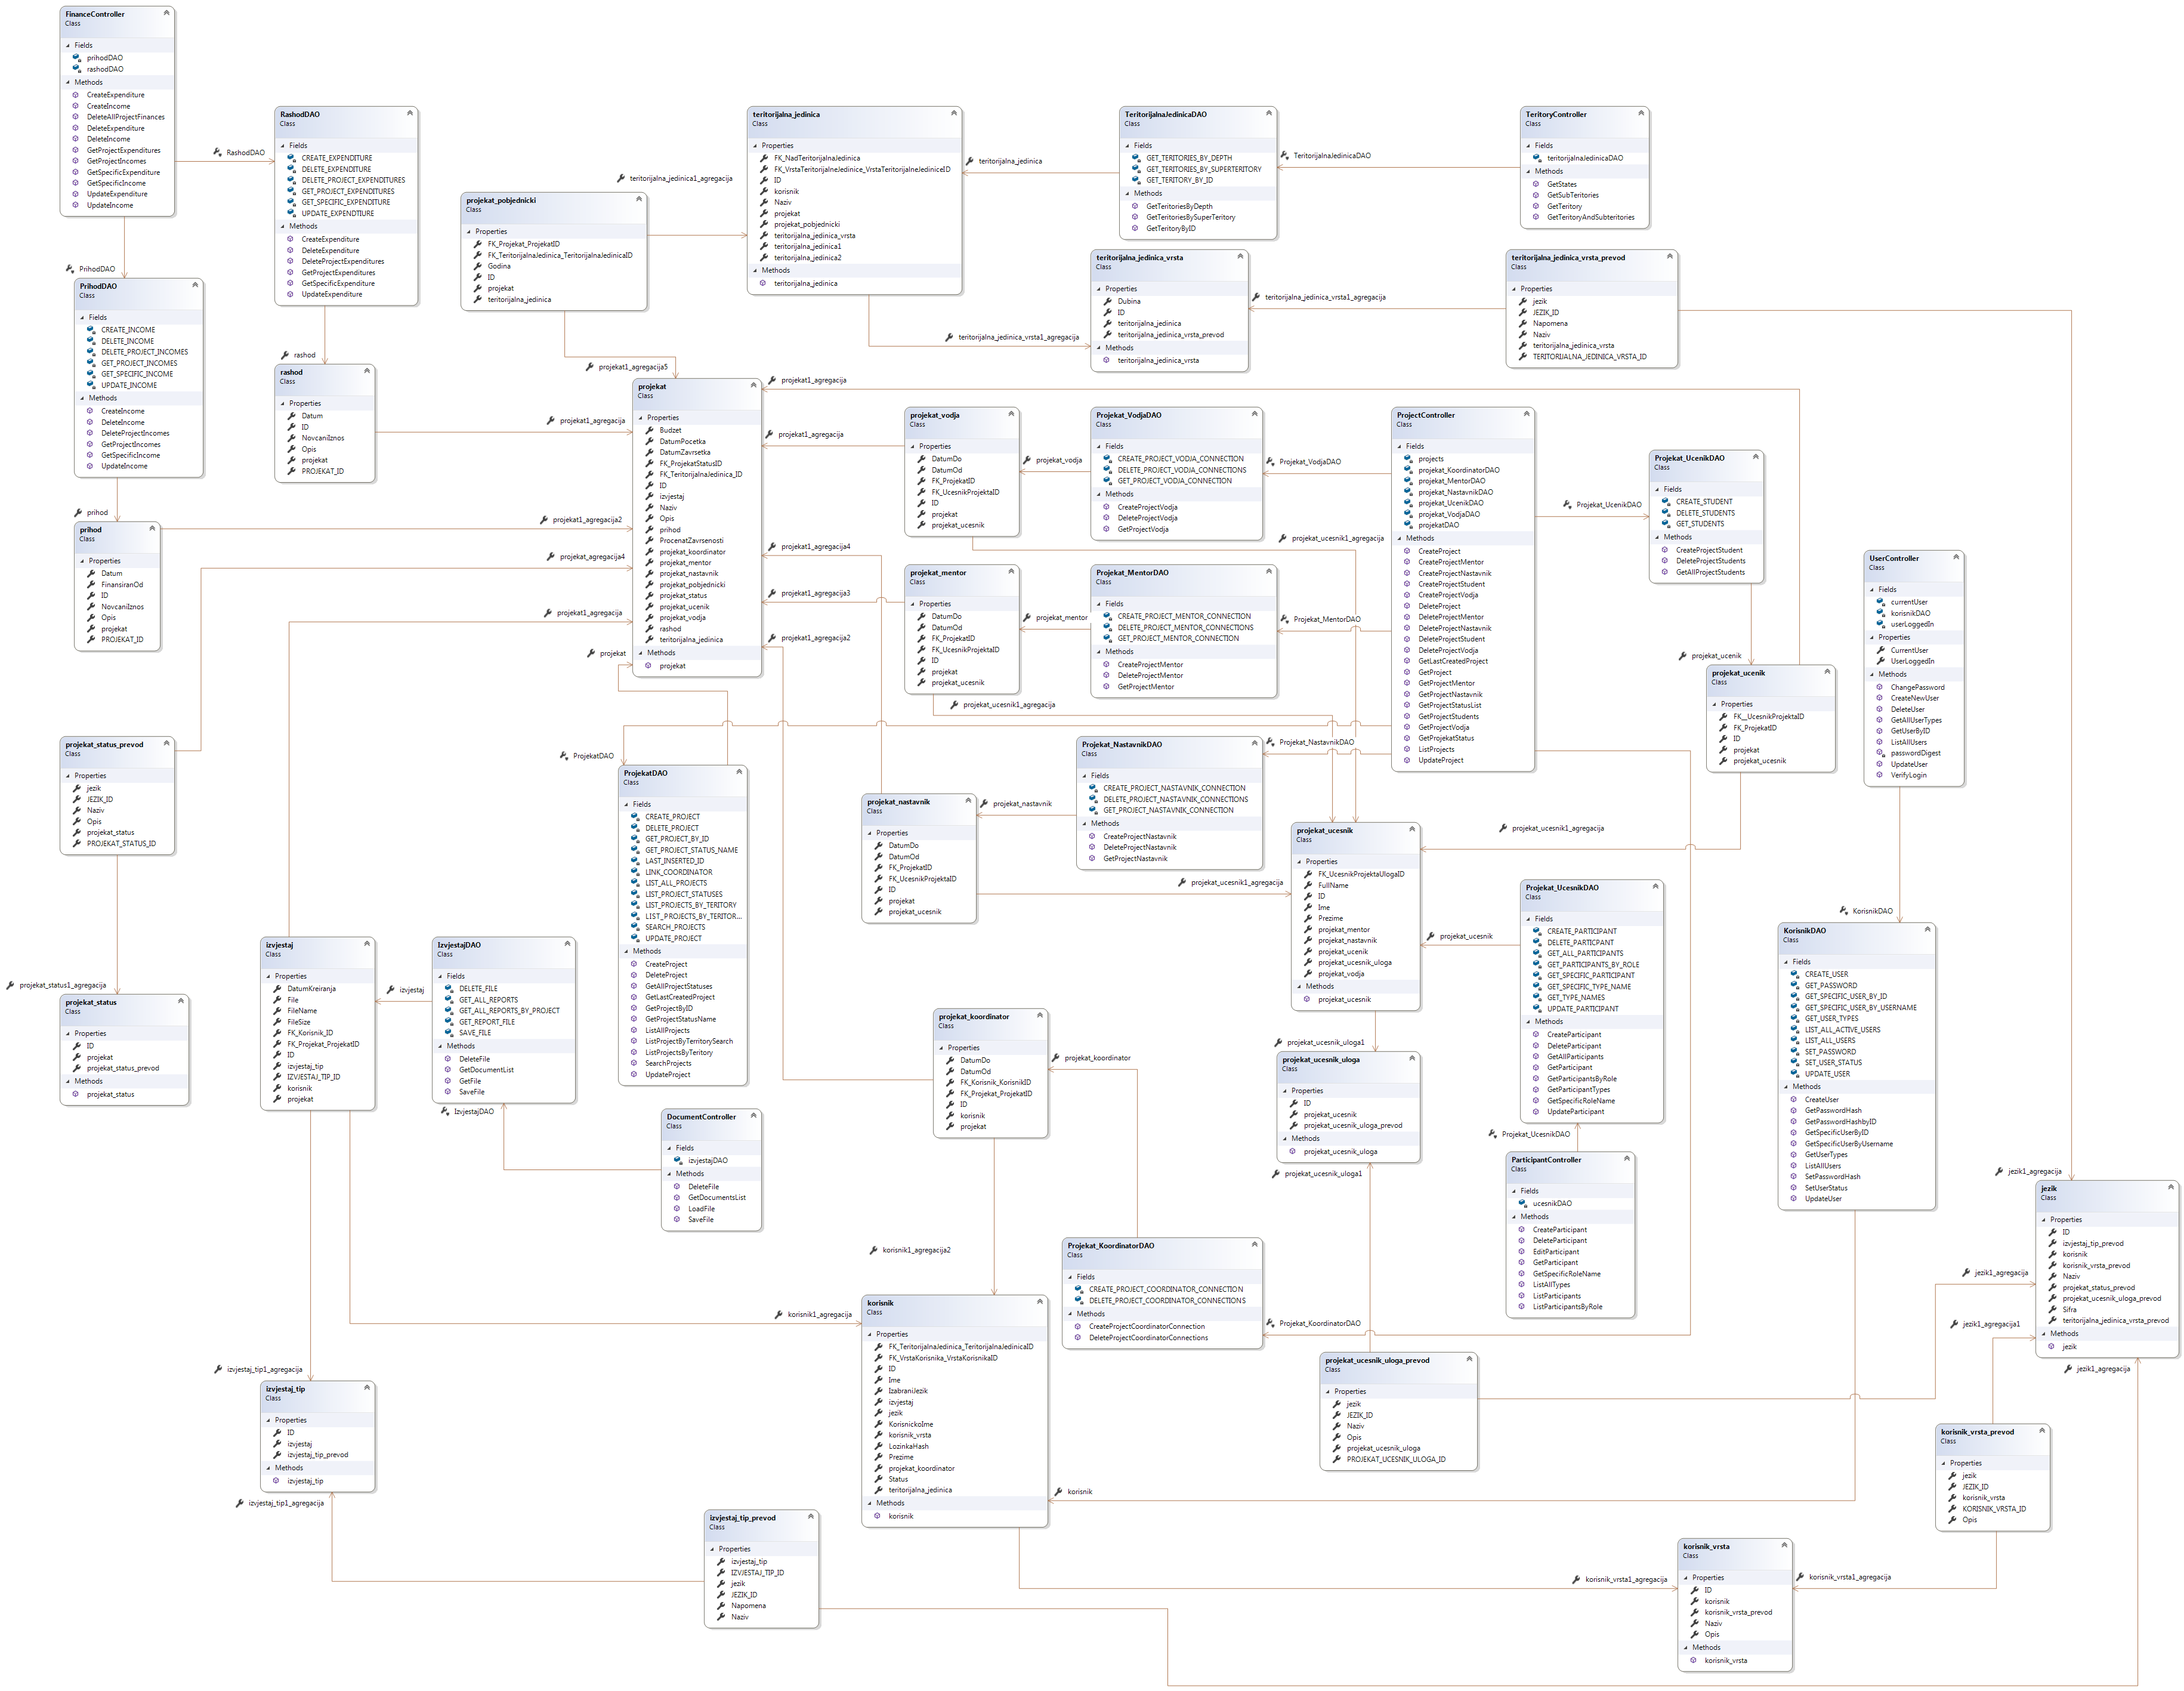 FinanceController
Class
Fields
prihodDAO
rashodDAO
Methods
CreateExpenditure
CreateIncome
DeleteAllProjectFinances
DeleteExpenditure
DeleteIncome
GetProjectExpenditures
GetProjectIncomes
GetSpecificExpenditure
GetSpecificIncome
UpdateExpenditure
UpdateIncome
RashodDAO
PrihodDAO
RashodDAO
Class
Fields
CREATE_EXPENDITURE
DELETE_EXPENDITURE
DELETE_PROJECT_EXPENDITURES
GET_PROJECT_EXPENDITURES
GET_SPECIFIC_EXPENDITURE
UPDATE_EXPENDTIURE
Methods
CreateExpenditure
DeleteExpenditure
DeleteProjectExpenditures
GetProjectExpenditures
GetSpecificExpenditure
UpdateExpenditure
rashod
PrihodDAO
Class
Fields
CREATE_INCOME
DELETE_INCOME
DELETE_PROJECT_INCOMES
GET_PROJECT_INCOMES
GET_SPECIFIC_INCOME
UPDATE_INCOME
Methods
CreateIncome
DeleteIncome
DeleteProjectIncomes
GetProjectIncomes
GetSpecificIncome
UpdateIncome
prihod
rashod
Class
Properties
Datum
ID
NovcaniIznos
Opis
projekat
PROJEKAT_ID
projekat1_agregacija
prihod
Class
Properties
Datum
FinansiranOd
ID
NovcaniIznos
Opis
projekat
PROJEKAT_ID
projekat1_agregacija2
projekat_agregacija4
projekat1_agregacija
projekat
projekat_pobjednicki
Class
Properties
FK_Projekat_ProjekatID
FK_TeritorijalnaJedinica_TeritorijalnaJedinicaID
Godina
ID
projekat
teritorijalna_jedinica
teritorijalna_jedinica1_agregacija
projekat1_agregacija5
teritorijalna_jedinica
Class
Properties
FK_NadTeritorijalnaJedinica
FK_VrstaTeritorijalneJedinice_VrstaTeritorijalneJediniceID
ID
korisnik
Naziv
projekat
projekat_pobjednicki
teritorijalna_jedinica_vrsta
teritorijalna_jedinica1
teritorijalna_jedinica2
Methods
teritorijalna_jedinica
teritorijalna_jedinica
teritorijalna_jedinica_vrsta1_agregacija
TeritorijalnaJedinicaDAO
Class
Fields
GET_TERITORIES_BY_DEPTH
GET_TERITORIES_BY_SUPERTERITORY
GET_TERITORY_BY_ID
Methods
GetTeritoriesByDepth
GetTeritoriesBySuperTeritory
GetTeritoryByID
TeritorijalnaJedinicaDAO
TeritoryController
Class
Fields
teritorijalnaJedinicaDAO
Methods
GetStates
GetSubTeritories
GetTeritory
GetTeritoryAndSubteritories
teritorijalna_jedinica_vrsta
Class
Properties
Dubina
ID
teritorijalna_jedinica
teritorijalna_jedinica_vrsta_prevod
Methods
teritorijalna_jedinica_vrsta
teritorijalna_jedinica_vrsta1_agregacija
teritorijalna_jedinica_vrsta_prevod
Class
Properties
jezik
JEZIK_ID
Napomena
Naziv
teritorijalna_jedinica_vrsta
TERITORIJALNA_JEDINICA_VRSTA_ID
projekat
Class
Properties
Budzet
DatumPocetka
DatumZavrsetka
FK_ProjekatStatusID
FK_TeritorijalnaJedinica_ID
ID
izvjestaj
Naziv
Opis
prihod
ProcenatZavrsenosti
projekat_koordinator
projekat_mentor
projekat_nastavnik
projekat_pobjednicki
projekat_status
projekat_ucenik
projekat_vodja
rashod
teritorijalna_jedinica
Methods
projekat
projekat1_agregacija
projekat1_agregacija
projekat1_agregacija4
projekat1_agregacija3
projekat1_agregacija2
projekat_vodja
Class
Properties
DatumDo
DatumOd
FK_ProjekatID
FK_UcesnikProjektaID
ID
projekat
projekat_ucesnik
projekat_vodja
Projekat_VodjaDAO
Class
Fields
CREATE_PROJECT_VODJA_CONNECTION
DELETE_PROJECT_VODJA_CONNECTIONS
GET_PROJECT_VODJA_CONNECTION
Methods
CreateProjectVodja
DeleteProjectVodja
GetProjectVodja
Projekat_VodjaDAO
projekat_ucesnik1_agregacija
projekat_mentor
Class
Properties
DatumDo
DatumOd
FK_ProjekatID
FK_UcesnikProjektaID
ID
projekat
projekat_ucesnik
projekat_mentor
projekat_ucesnik1_agregacija
Projekat_MentorDAO
Class
Fields
CREATE_PROJECT_MENTOR_CONNECTION
DELETE_PROJECT_MENTOR_CONNECTIONS
GET_PROJECT_MENTOR_CONNECTION
Methods
CreateProjectMentor
DeleteProjectMentor
GetProjectMentor
Projekat_MentorDAO
ProjectController
Class
Fields
projects
projekat_KoordinatorDAO
projekat_MentorDAO
projekat_NastavnikDAO
projekat_UcenikDAO
projekat_VodjaDAO
projekatDAO
Methods
CreateProject
CreateProjectMentor
CreateProjectNastavnik
CreateProjectStudent
CreateProjectVodja
DeleteProject
DeleteProjectMentor
DeleteProjectNastavnik
DeleteProjectStudent
DeleteProjectVodja
GetLastCreatedProject
GetProject
GetProjectMentor
GetProjectNastavnik
GetProjectStatusList
GetProjectStudents
GetProjectVodja
GetProjekatStatus
ListProjects
UpdateProject
Projekat_UcenikDAO
Projekat_UcenikDAO
Class
Fields
CREATE_STUDENT
DELETE_STUDENTS
GET_STUDENTS
Methods
CreateProjectStudent
DeleteProjectStudents
GetAllProjectStudents
projekat_ucenik
projekat_ucenik
Class
Properties
FK__UcesnikProjektaID
FK_ProjekatID
ID
projekat
projekat_ucesnik
projekat_ucesnik1_agregacija
UserController
Class
Fields
currentUser
korisnikDAO
userLoggedIn
Properties
CurrentUser
UserLoggedIn
Methods
ChangePassword
CreateNewUser
DeleteUser
GetAllUserTypes
GetUserByID
ListAllUsers
passwordDigest
UpdateUser
VerifyLogin
KorisnikDAO
projekat_status_prevod
Class
Properties
jezik
JEZIK_ID
Naziv
Opis
projekat_status
PROJEKAT_STATUS_ID
projekat_status1_agregacija
projekat_status
Class
Properties
ID
projekat
projekat_status_prevod
Methods
projekat_status
izvjestaj
Class
Properties
DatumKreiranja
File
FileName
FileSize
FK_Korisnik_ID
FK_Projekat_ProjekatID
ID
izvjestaj_tip
IZVJESTAJ_TIP_ID
korisnik
projekat
izvjestaj
IzvjestajDAO
Class
Fields
DELETE_FILE
GET_ALL_REPORTS
GET_ALL_REPORTS_BY_PROJECT
GET_REPORT_FILE
SAVE_FILE
Methods
DeleteFile
GetDocumentList
GetFile
SaveFile
IzvjestajDAO
ProjekatDAO
ProjekatDAO
Class
Fields
CREATE_PROJECT
DELETE_PROJECT
GET_PROJECT_BY_ID
GET_PROJECT_STATUS_NAME
LAST_INSERTED_ID
LINK_COORDINATOR
LIST_ALL_PROJECTS
LIST_PROJECT_STATUSES
LIST_PROJECTS_BY_TERITORY
LIST_PROJECTS_BY_TERITOR...
SEARCH_PROJECTS
UPDATE_PROJECT
Methods
CreateProject
DeleteProject
GetAllProjectStatuses
GetLastCreatedProject
GetProjectByID
GetProjectStatusName
ListAllProjects
ListProjectByTerritorySearch
ListProjectsByTeritory
SearchProjects
UpdateProject
DocumentController
Class
Fields
izvjestajDAO
Methods
DeleteFile
GetDocumentsList
LoadFile
SaveFile
projekat_nastavnik
Class
Properties
DatumDo
DatumOd
FK_ProjekatID
FK_UcesnikProjektaID
ID
projekat
projekat_ucesnik
projekat_nastavnik
projekat_ucesnik1_agregacija
Projekat_NastavnikDAO
Class
Fields
CREATE_PROJECT_NASTAVNIK_CONNECTION
DELETE_PROJECT_NASTAVNIK_CONNECTIONS
GET_PROJECT_NASTAVNIK_CONNECTION
Methods
CreateProjectNastavnik
DeleteProjectNastavnik
GetProjectNastavnik
Projekat_NastavnikDAO
projekat_ucesnik
Class
Properties
FK_UcesnikProjektaUlogaID
FullName
ID
Ime
Prezime
projekat_mentor
projekat_nastavnik
projekat_ucenik
projekat_ucesnik_uloga
projekat_vodja
Methods
projekat_ucesnik
projekat_ucesnik
projekat_ucesnik_uloga1
Projekat_UcesnikDAO
Class
Fields
CREATE_PARTICIPANT
DELETE_PARTICPANT
GET_ALL_PARTICIPANTS
GET_PARTICIPANTS_BY_ROLE
GET_SPECIFIC_PARTICIPANT
GET_SPECIFIC_TYPE_NAME
GET_TYPE_NAMES
UPDATE_PARTICIPANT
Methods
CreateParticipant
DeleteParticipant
GetAllParticipants
GetParticipant
GetParticipantsByRole
GetParticipantTypes
GetSpecificRoleName
UpdateParticipant
Projekat_UcesnikDAO
ParticipantController
Class
Fields
ucesnikDAO
Methods
CreateParticipant
DeleteParticipant
EditParticipant
GetParticipant
GetSpecificRoleName
ListAllTypes
ListParticipants
ListParticipantsByRole
KorisnikDAO
Class
Fields
CREATE_USER
GET_PASSWORD
GET_SPECIFIC_USER_BY_ID
GET_SPECIFIC_USER_BY_USERNAME
GET_USER_TYPES
LIST_ALL_ACTIVE_USERS
LIST_ALL_USERS
SET_PASSWORD
SET_USER_STATUS
UPDATE_USER
Methods
CreateUser
GetPasswordHash
GetPasswordHashbyID
GetSpecificUserByID
GetSpecificUserByUsername
GetUserTypes
ListAllUsers
SetPasswordHash
SetUserStatus
UpdateUser
projekat_koordinator
Class
Properties
DatumDo
DatumOd
FK_Korisnik_KorisnikID
FK_Projekat_ProjekatID
ID
korisnik
projekat
projekat_koordinator
korisnik1_agregacija2
projekat_ucesnik_uloga
Class
Properties
ID
projekat_ucesnik
projekat_ucesnik_uloga_prevod
Methods
projekat_ucesnik_uloga
projekat_ucesnik_uloga1
Projekat_KoordinatorDAO
Class
Fields
CREATE_PROJECT_COORDINATOR_CONNECTION
DELETE_PROJECT_COORDINATOR_CONNECTIONS
Methods
CreateProjectCoordinatorConnection
DeleteProjectCoordinatorConnections
Projekat_KoordinatorDAO
jezik1_agregacija
jezik
Class
Properties
ID
izvjestaj_tip_prevod
korisnik
korisnik_vrsta_prevod
Naziv
projekat_status_prevod
projekat_ucesnik_uloga_prevod
Sifra
teritorijalna_jedinica_vrsta_prevod
Methods
jezik
jezik1_agregacija
jezik1_agregacija1
jezik1_agregacija
korisnik1_agregacija
korisnik
Class
Properties
FK_TeritorijalnaJedinica_TeritorijalnaJedinicaID
FK_VrstaKorisnika_VrstaKorisnikaID
ID
Ime
IzabraniJezik
izvjestaj
jezik
KorisnickoIme
korisnik_vrsta
LozinkaHash
Prezime
projekat_koordinator
Status
teritorijalna_jedinica
Methods
korisnik
korisnik
projekat_ucesnik_uloga_prevod
Class
Properties
jezik
JEZIK_ID
Naziv
Opis
projekat_ucesnik_uloga
PROJEKAT_UCESNIK_ULOGA_ID
izvjestaj_tip1_agregacija
izvjestaj_tip
Class
Properties
ID
izvjestaj
izvjestaj_tip_prevod
Methods
izvjestaj_tip
izvjestaj_tip1_agregacija
izvjestaj_tip_prevod
Class
Properties
izvjestaj_tip
IZVJESTAJ_TIP_ID
jezik
JEZIK_ID
Napomena
Naziv
korisnik_vrsta_prevod
Class
Properties
jezik
JEZIK_ID
korisnik_vrsta
KORISNIK_VRSTA_ID
Opis
korisnik_vrsta1_agregacija
korisnik_vrsta1_agregacija
korisnik_vrsta
Class
Properties
ID
korisnik
korisnik_vrsta_prevod
Naziv
Opis
Methods
korisnik_vrsta